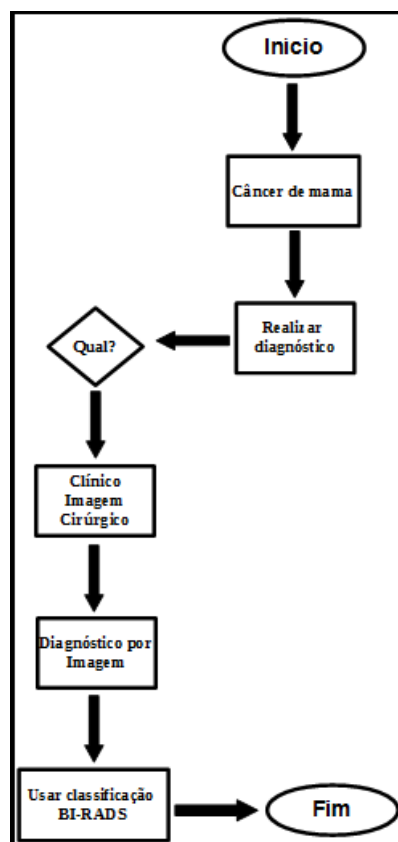 Inicio
Câncer de mama
Realizar
diagnóstico
Qual?
Clínico
Imagem
Cirúrgico
Diagnóstico por
Imagem
Usar classificação
BI-RADS
Fim